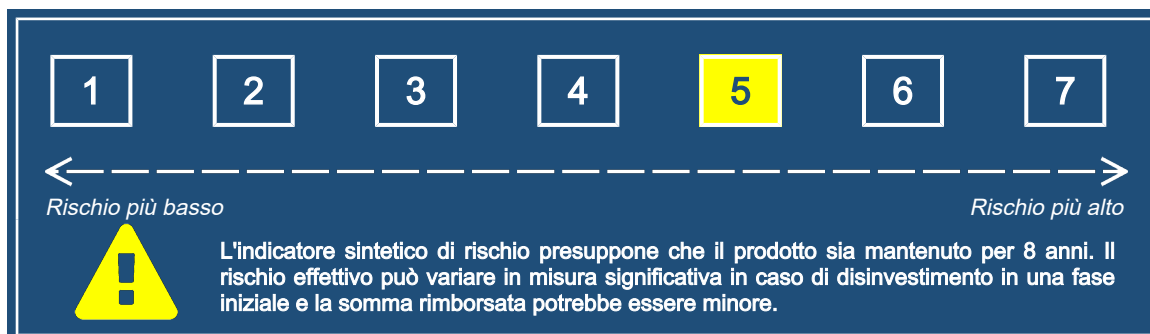 1 2 3 4 5 6 7
Rischio più basso Rischio più alto
L'indicatore sintetico di rischio presuppone che il prodotto sia mantenuto per 8 anni. Il
rischio effettivo può variare in misura significativa in caso di disinvestimento in una fase
iniziale e la somma rimborsata potrebbe essere minore.